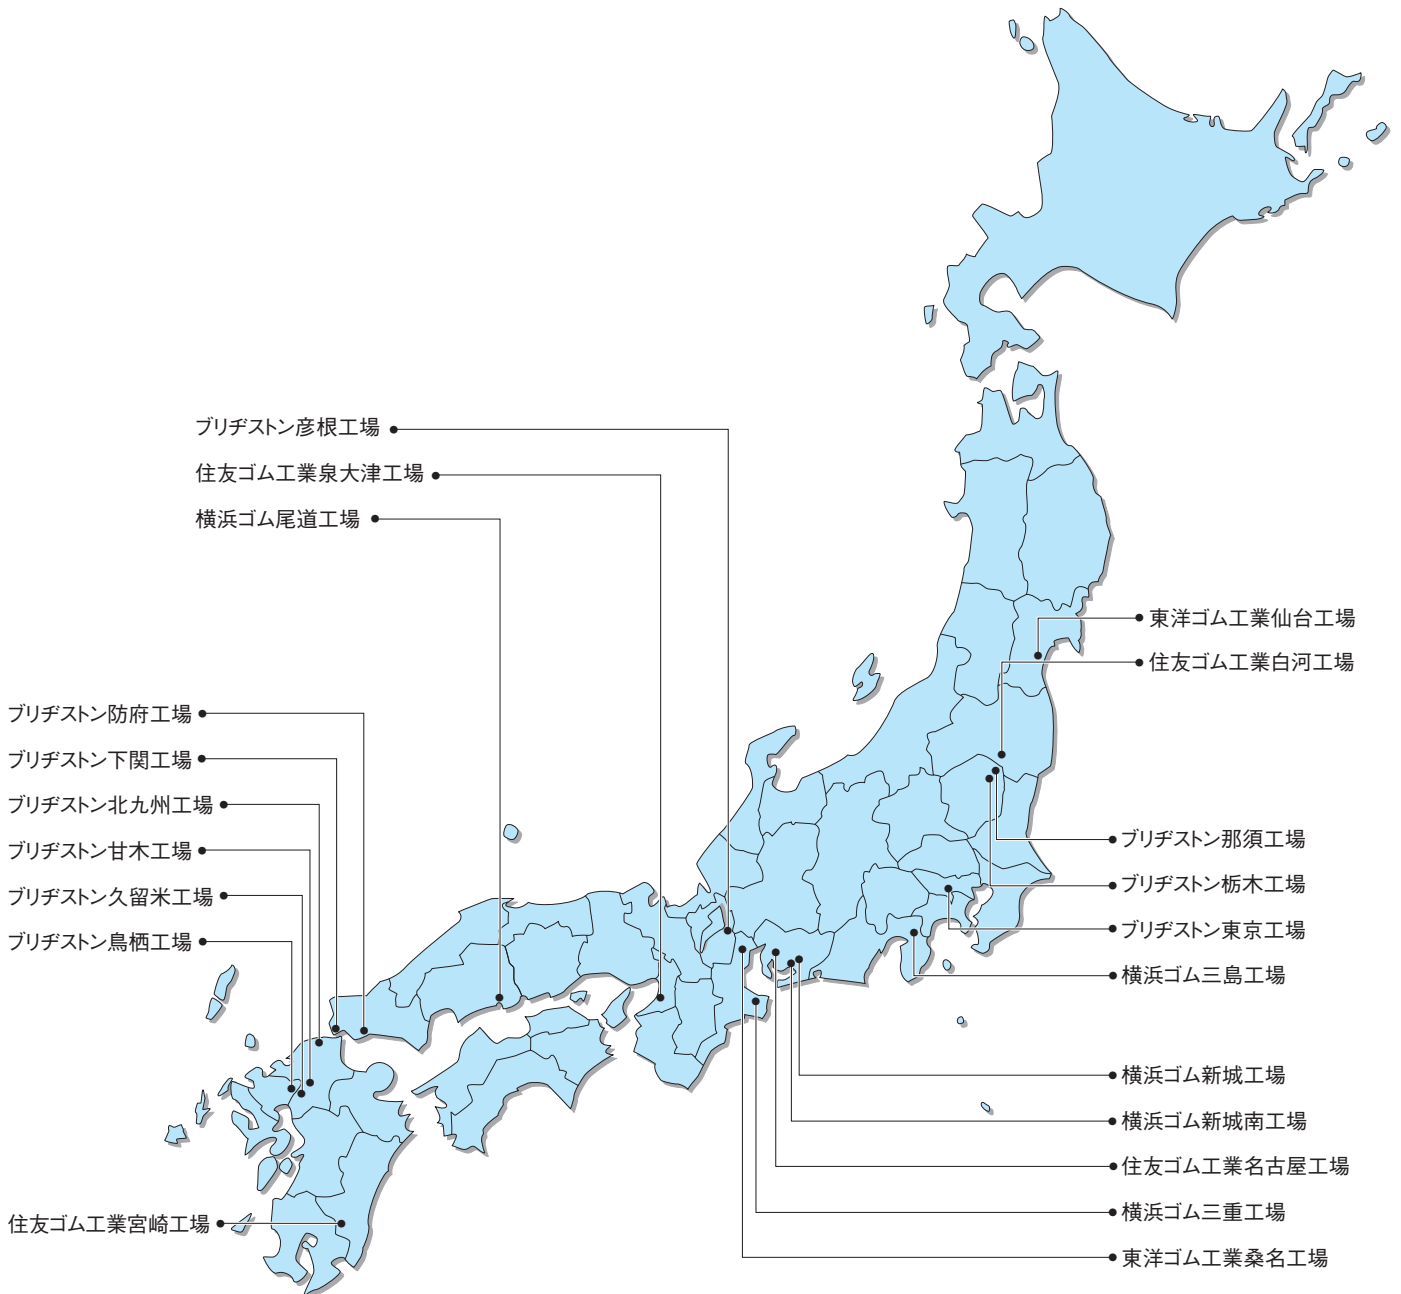 ブリヂストン彦根工場
住友ゴム工業泉大津工場
横浜ゴム尾道工場
東洋ゴム工業仙台工場
住友ゴム工業白河工場
ブリヂストン防府工場
ブリヂストン下関工場
ブリヂストン北九州工場
ブリヂストン甘木工場
ブリヂストン久留米工場
ブリヂストン鳥栖工場
ブリヂストン那須工場
ブリヂストン栃木工場
ブリヂストン東京工場
横浜ゴム三島工場
横浜ゴム新城工場
横浜ゴム新城南工場
住友ゴム工業名古屋工場
横浜ゴム三重工場
東洋ゴム工業桑名工場
住友ゴム工業宮崎工場